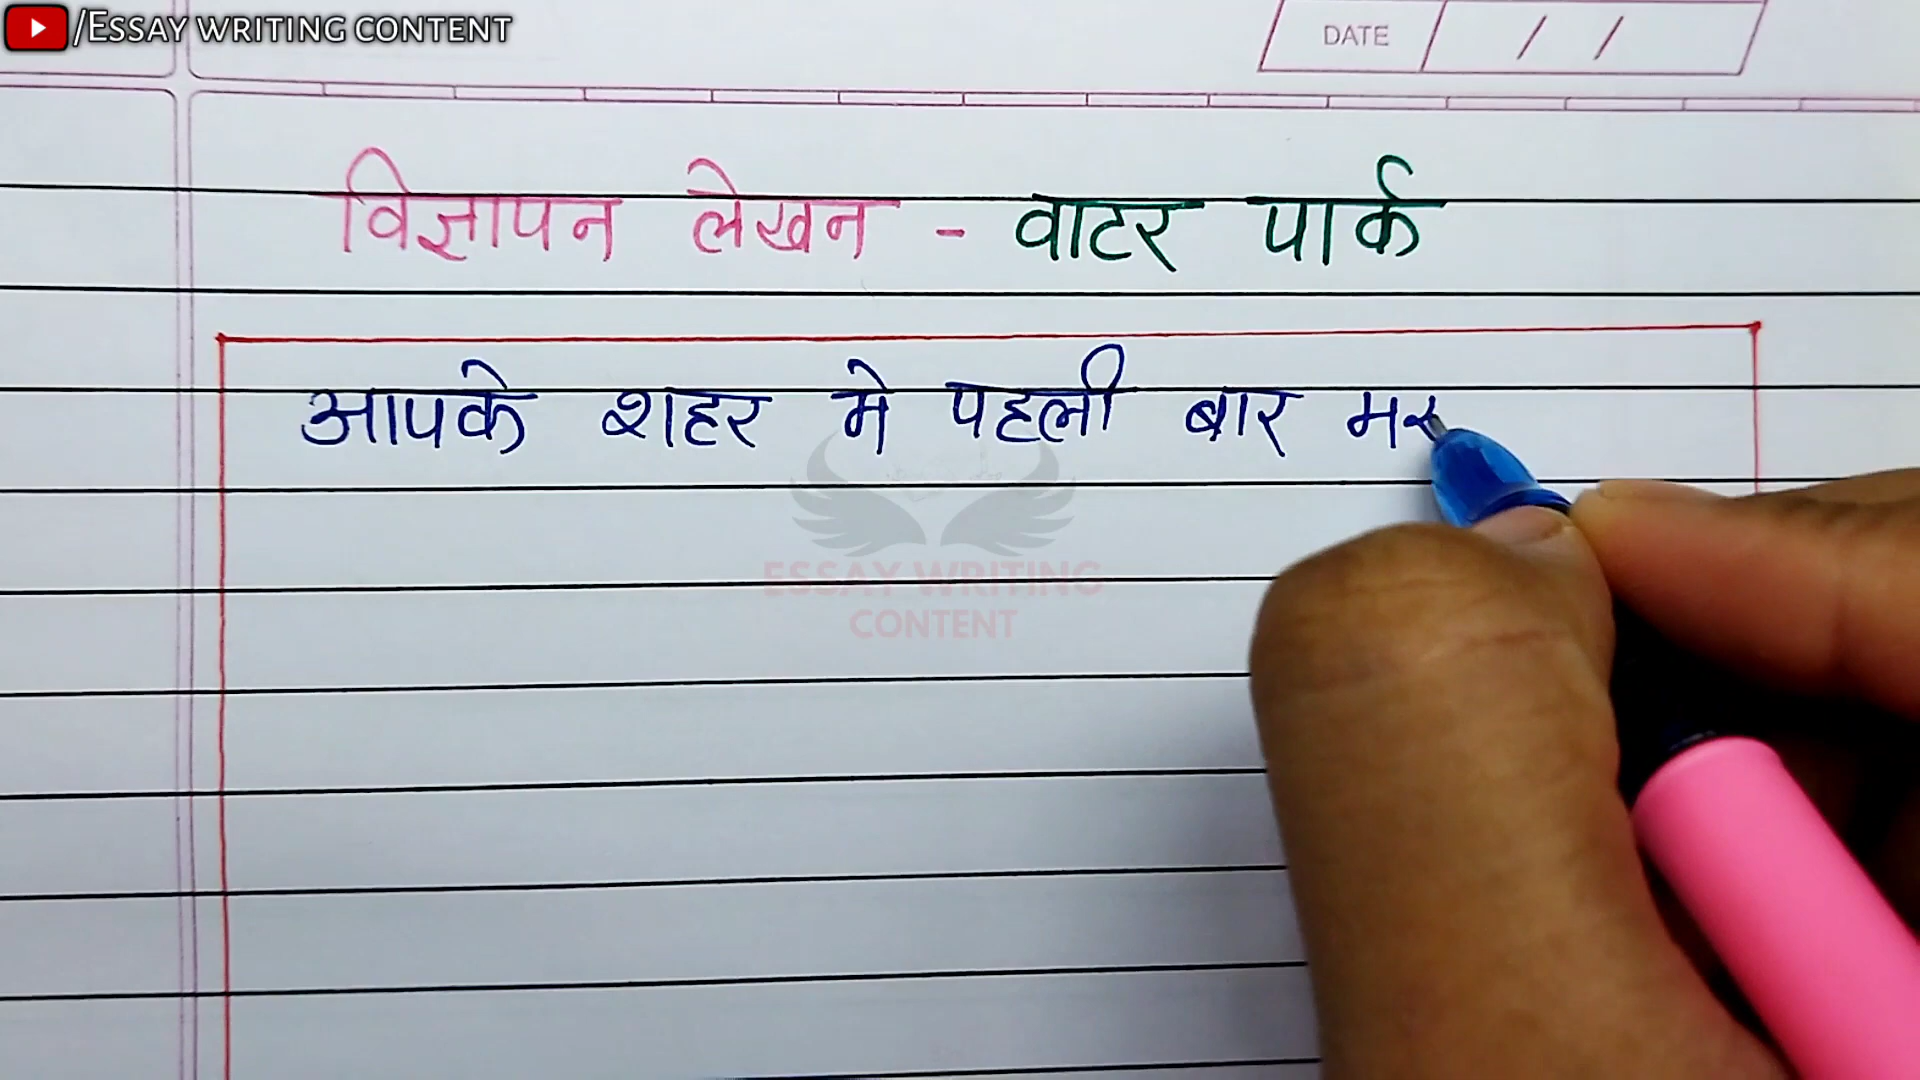 /ESSAY WRITING CONTENT
DATE / /
विज्ञापन लेखन - वाटर पार्क
आपके शहर मे पहली बार
ESSAY WRITING
CONTENT